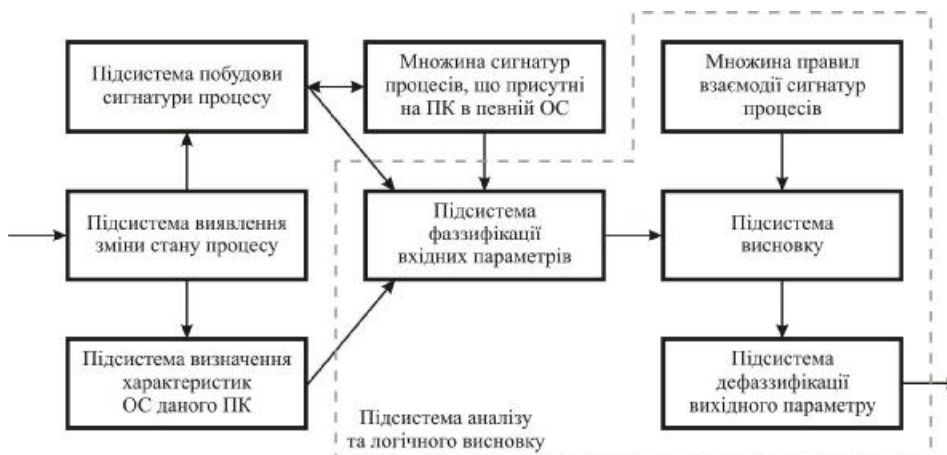 Підсистема побудови
сигнатури процесу
Множина сигнатур
процесів, що присутні
на ПК в певній ОС
Множина правил
взаємодії сигнатур
процесів
Підсистема виявлення
зміни стану процесу
Підсистема
фаззифікації
вхідних параметрів
Підсистема
висновку
Підсистема визначення
характеристик
ОС даного ПК
Підсистема
дефаззифікації
вихідного параметру
Підсистема аналізу
та логічного висновку